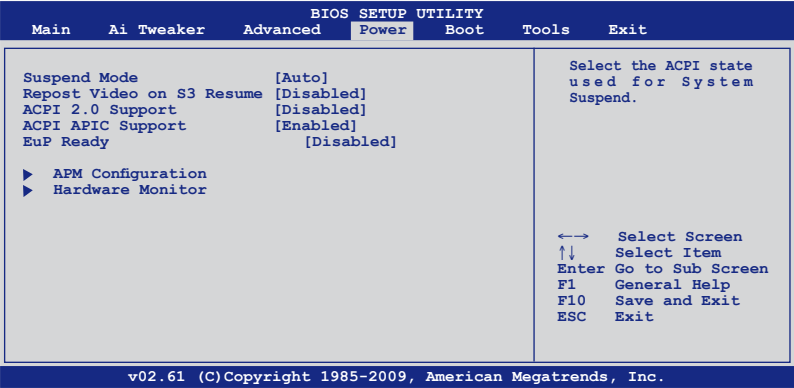 BIOS SETUP UTILITY
Main Ai Tweaker Advanced Power Boot Tools Exit
Suspend Mode [Auto]
Repost Video on S3 Resume [Disabled]
ACPI 2.0 Support [Disabled]
ACPI APIC Support [Enabled]
EuP Ready [Disabled]
▶ APM Configuration
▶ Hardware Monitor
Select the ACPI state
used for System
Suspend.
←→ Select Screen
↑↓ Select Item
Enter Go to Sub Screen
F1 General Help
F10 Save and Exit
ESC Exit
v02.61 (C)Copyright 1985-2009, American Megatrends, Inc.